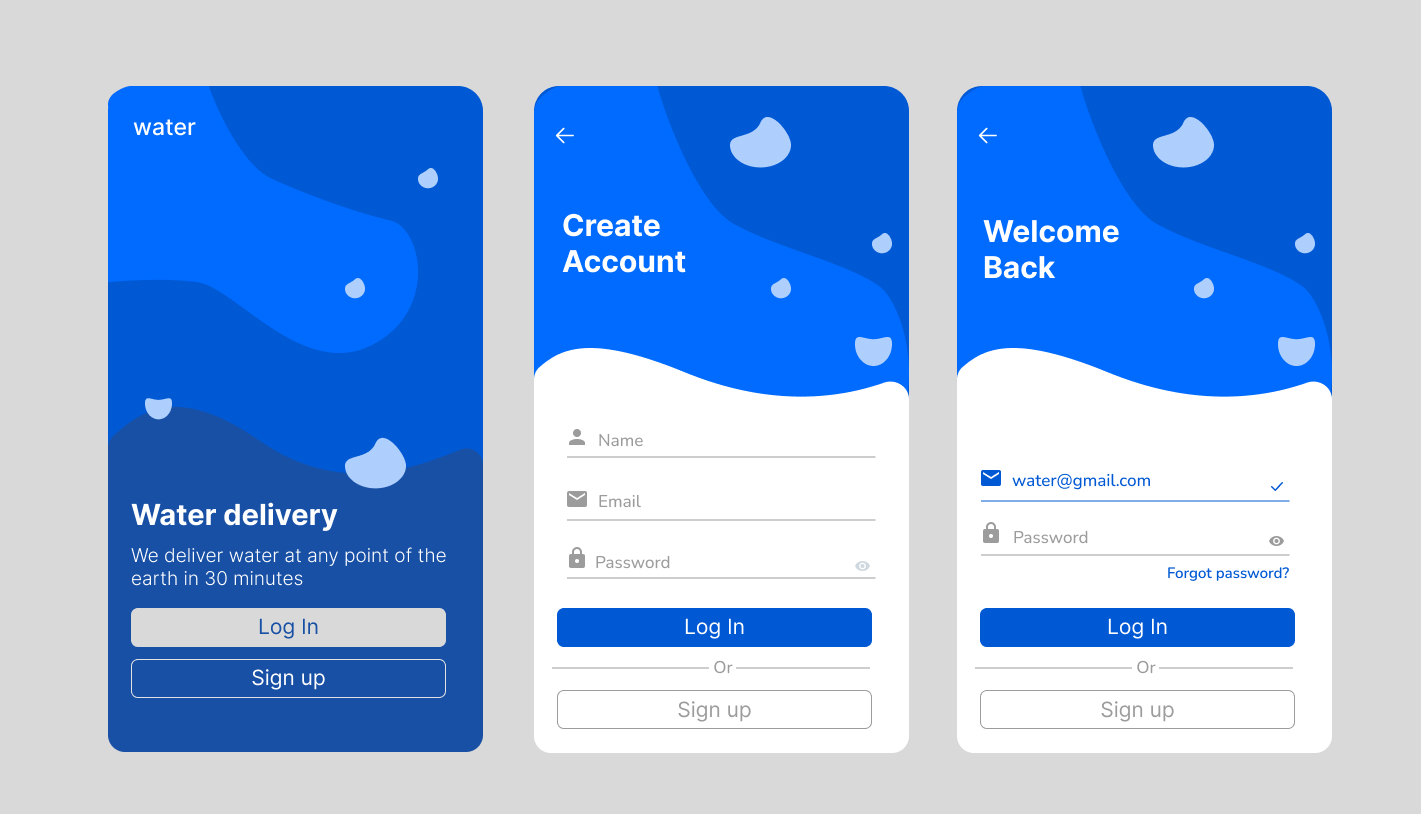 water
Water delivery
We deliver water at any point of the
earth in 30 minutes
Log In
Sign up
Create
Account
Name
Email
Password
Log In
Or
Sign up
Welcome
Back
water@gmail.com
Password
Forgot password?
Log In
Or
Sign up